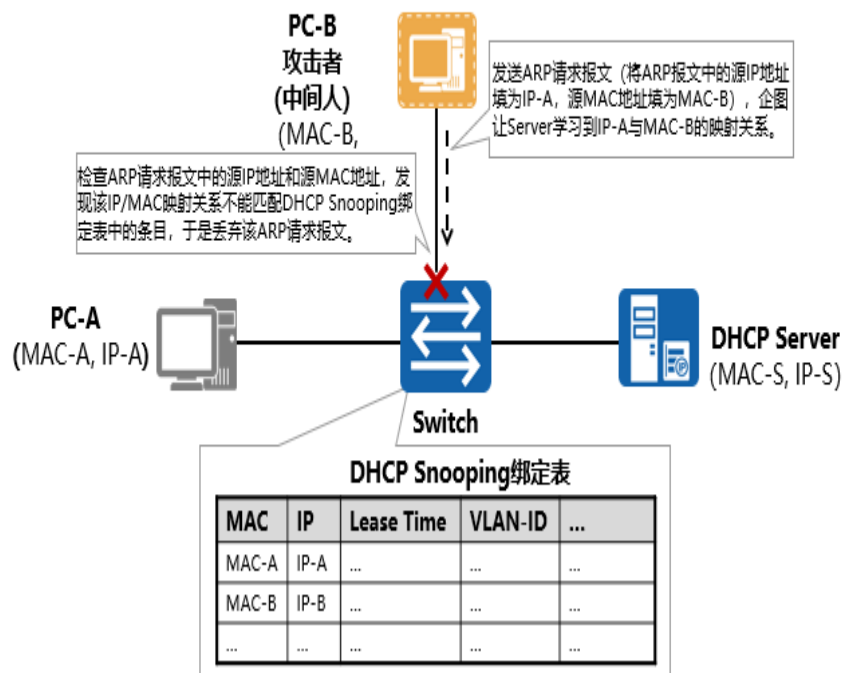 PC-B
攻击者
(中间人)
(MAC-B,
发送ARP请求报文（将ARP报文中的源IP地址
填为IP-A，源MAC地址填为MAC-B），企图
让Server学习到IP-A与MAC-B的映射关系。
检查ARP请求报文中的源IP地址和源MAC地址，发
现该IP/MAC映射关系不能匹配DHCP Snooping绑
定表中的条目，于是丢弃该ARP请求报文。
PC-A
(MAC-A, IP-A)
DHCP Server
(MAC-S, IP-S)
Switch
DHCP Snooping绑定表
MAC IP Lease Time VLAN-ID ...
MAC-A IP-A ... ... ...
MAC-B IP-B ... ... ...
... ... ... ... ...